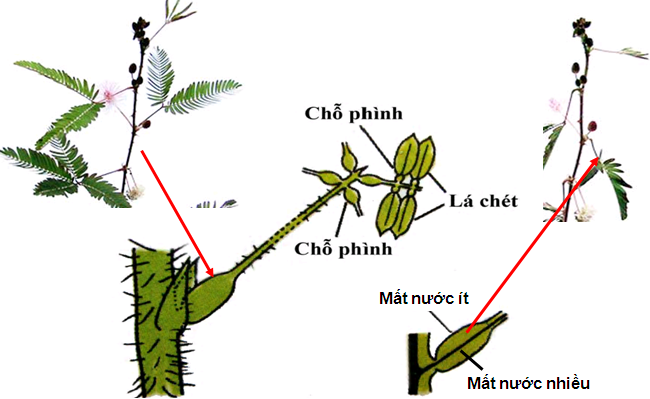 Chỗ phình
Lá chét
Chỗ phình
Mất nước ít
Mất nước nhiều